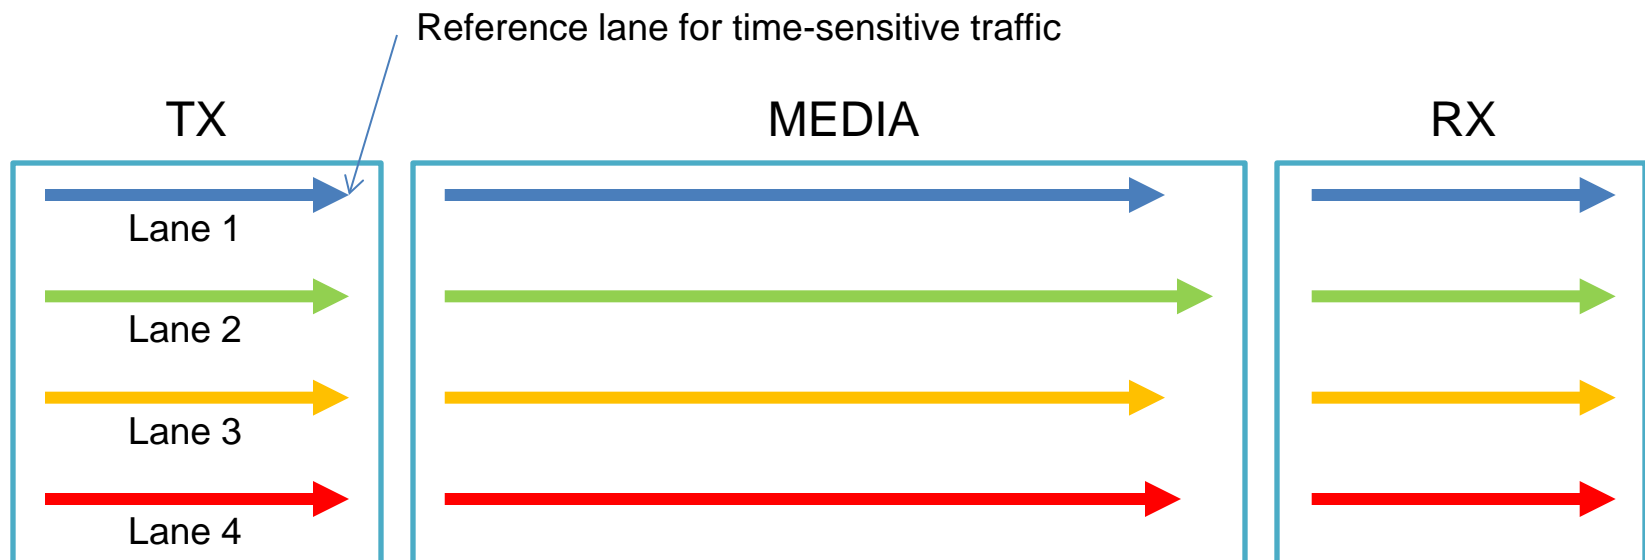 Reference lane for time-sensitive traffic
TX
MEDIA
RX
Lane 1
Lane 2
Lane 3
Lane 4